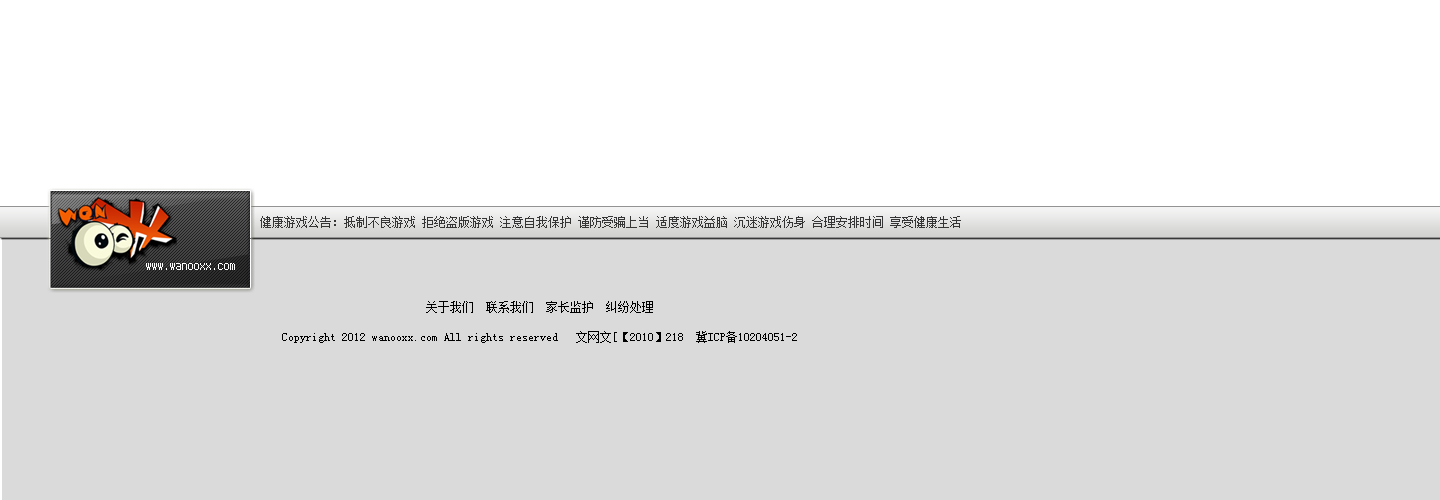 WON
www.wanooxx.com
健康游戏公告：抵制不良游戏 拒绝盗版游戏 注意自我保护 谨防受骗上当 适度游戏益脑 沉迷游戏伤身 合理安排时间 享受健康生活
关于我们 联系我们 家长监护 纠纷处理
Copyright 2012 wanooxx.com All rights reserved 文网文[【2010】218 冀ICP备10204051-2